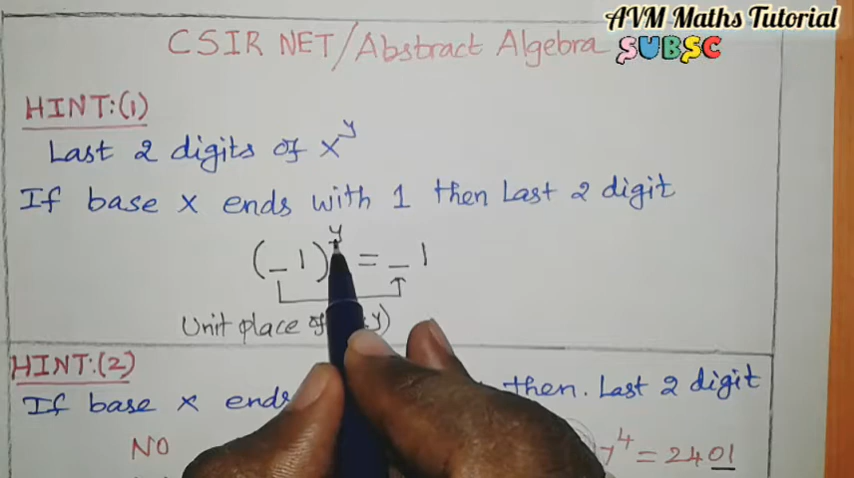 AVM Maths Tutorial
CSIR NET/Abstract Algebra
SUBSC
HINT:(1)
Last 2 digits of x^y
If base x ends with 1 then Last 2 digit
(_1)^y = _1
Unit place of y)
HINT:(2)
If base x ends then. Last 2 digit
NO
7^4 = 2401